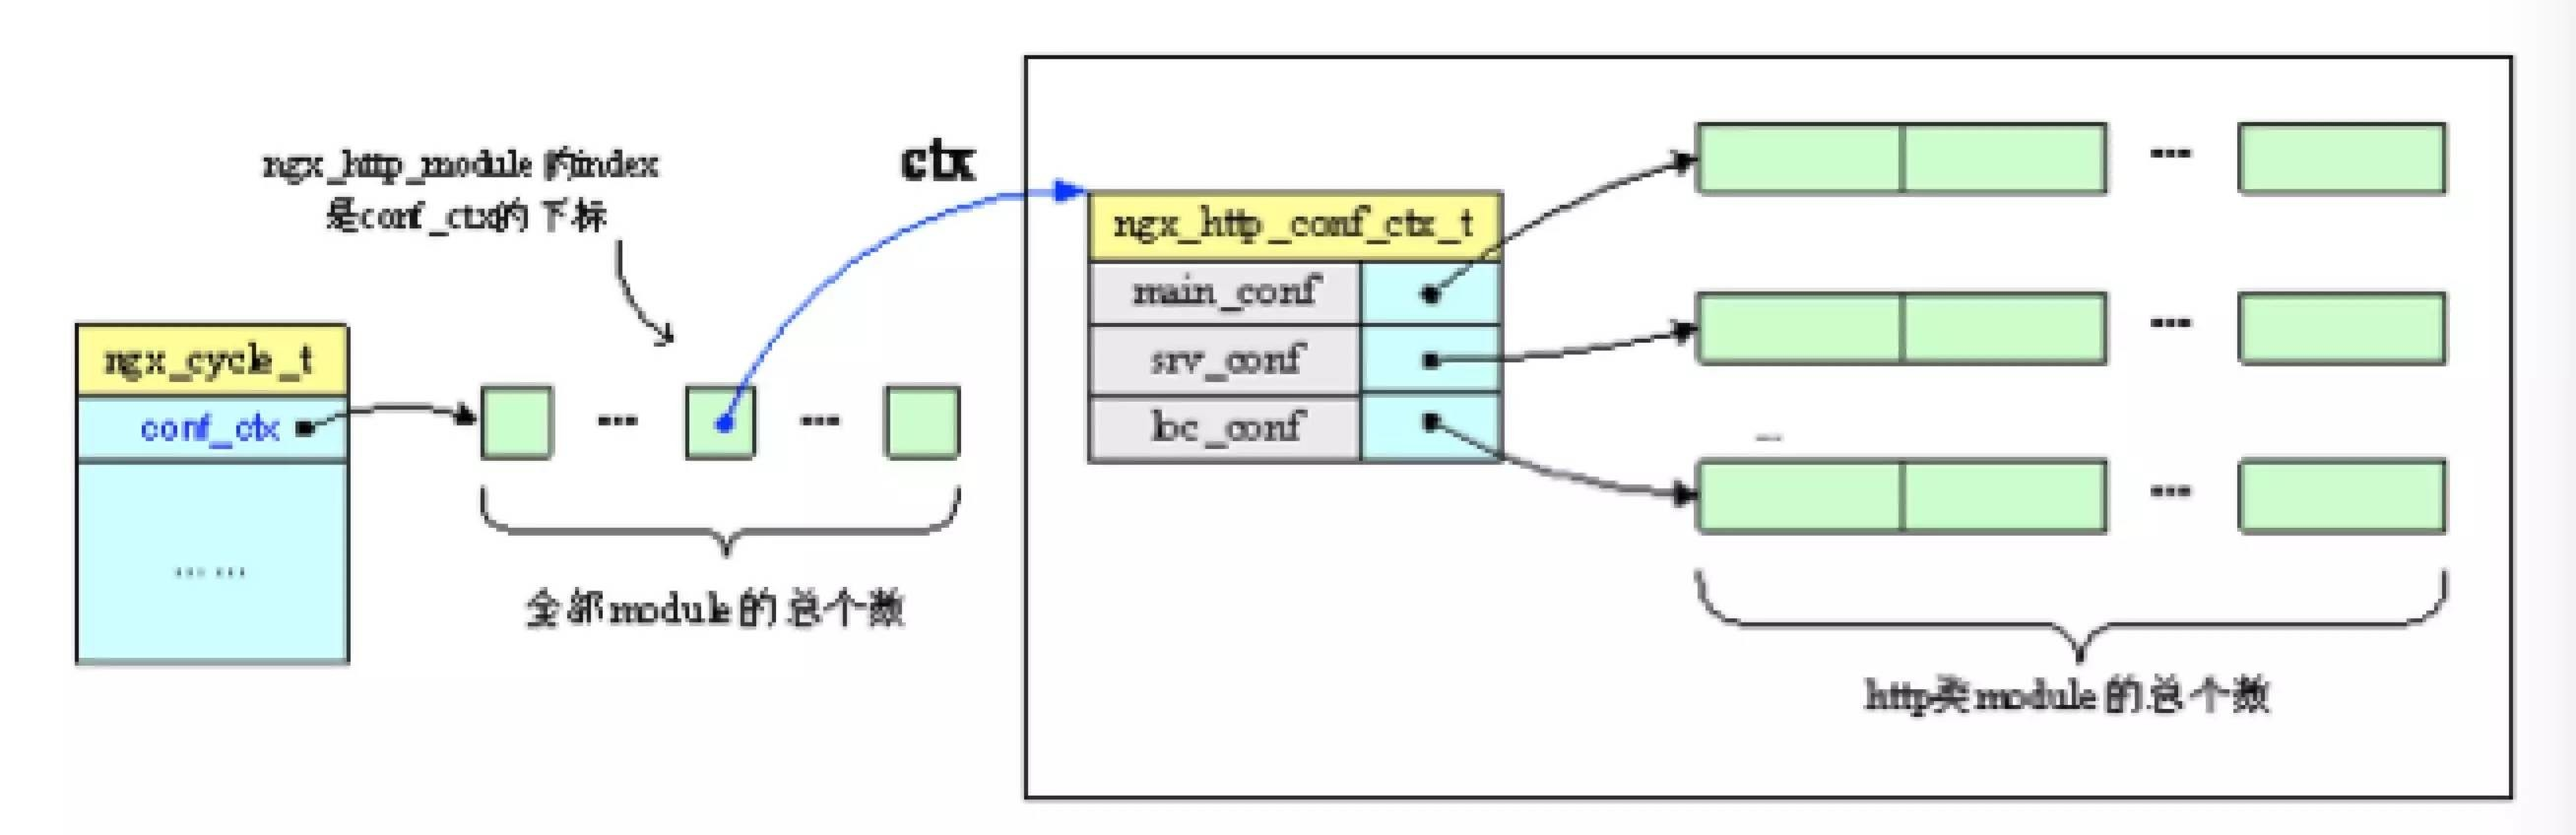 ngx_http_module 的index
是conf_ctx的 下标
ctx
ngx_cycle_t
conf_ctx
... ...
...
...
全部module的 总个数
ngx_http_conf_ctx_t
main_conf
srv_conf
loc_conf
...
...
...
...
http类module的总个数